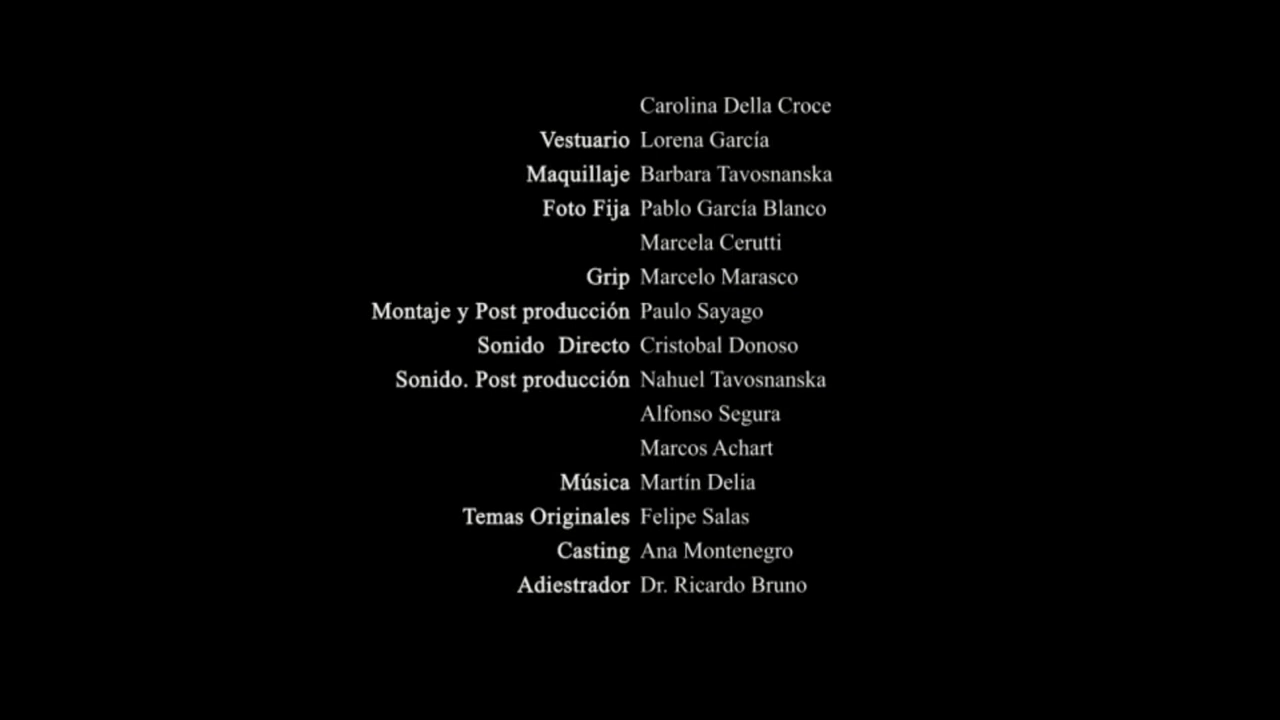 Carolina Della Croce
Vestuario Lorena García
Maquillaje Barbara Tavosnanska
Foto Fija Pablo García Blanco
Marcela Cerutti
Grip Marcelo Marasco
Montaje y Post producción Paulo Sayago
Sonido Directo Cristobal Donoso
Sonido. Post producción Nahuel Tavosnanska
Alfonso Segura
Marcos Achart
Música Martín Delia
Temas Originales Felipe Salas
Casting Ana Montenegro
Adiestrador Dr. Ricardo Bruno